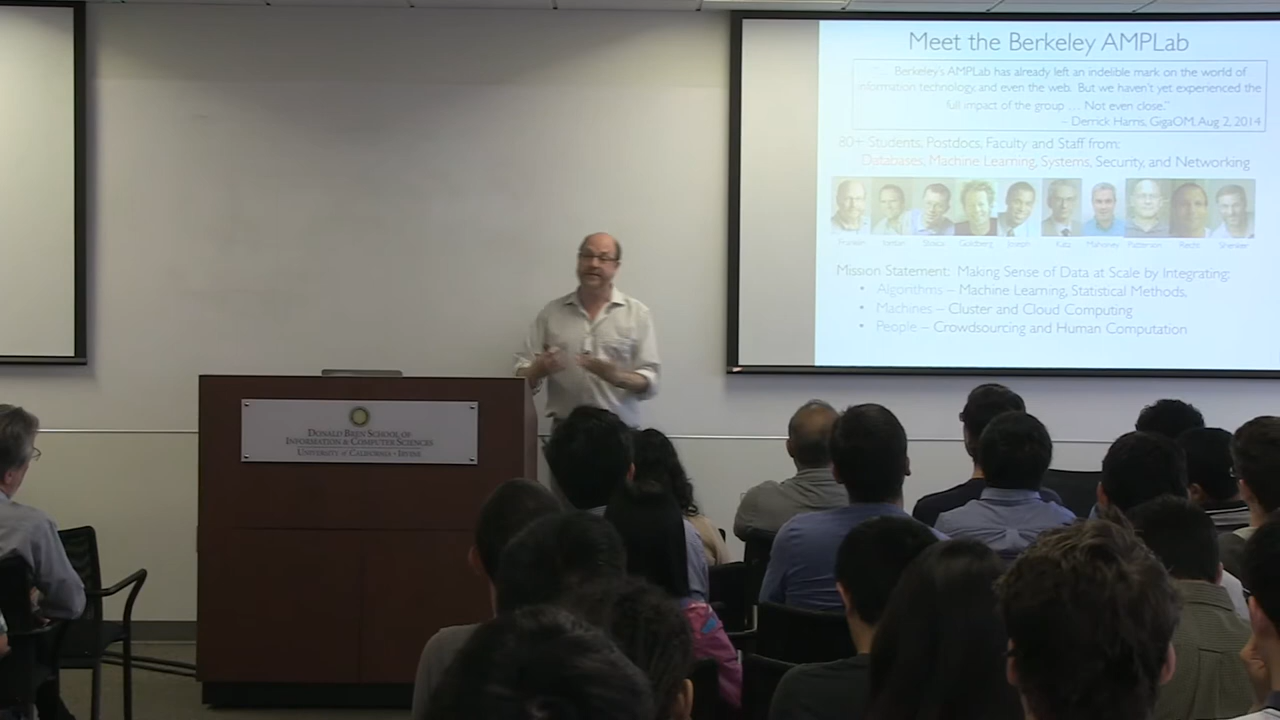 Meet the Berkeley AMPLab
"… Berkeley's AMPLab has already left an indelible mark on the world of
information technology, and even the web. But we haven't yet experienced the
full impact of the group …. Not even close."
– Derrick Harris, GigaOM, Aug 2, 2014
80+ Students, Postdocs, Faculty and Staff from:
Databases, Machine Learning, Systems, Security, and Networking
Franklin Jordan Stoica Goldberg Joseph Katz Mahoney Patterson Recht Shenker
Mission Statement: Making Sense of Data at Scale by Integrating:
• Algorithms – Machine Learning, Statistical Methods,
• Machines – Cluster and Cloud Computing
• People – Crowdsourcing and Human Computation
DONALD BREN SCHOOL OF
INFORMATION & COMPUTER SCIENCES
UNIVERSITY of CALIFORNIA · IRVINE